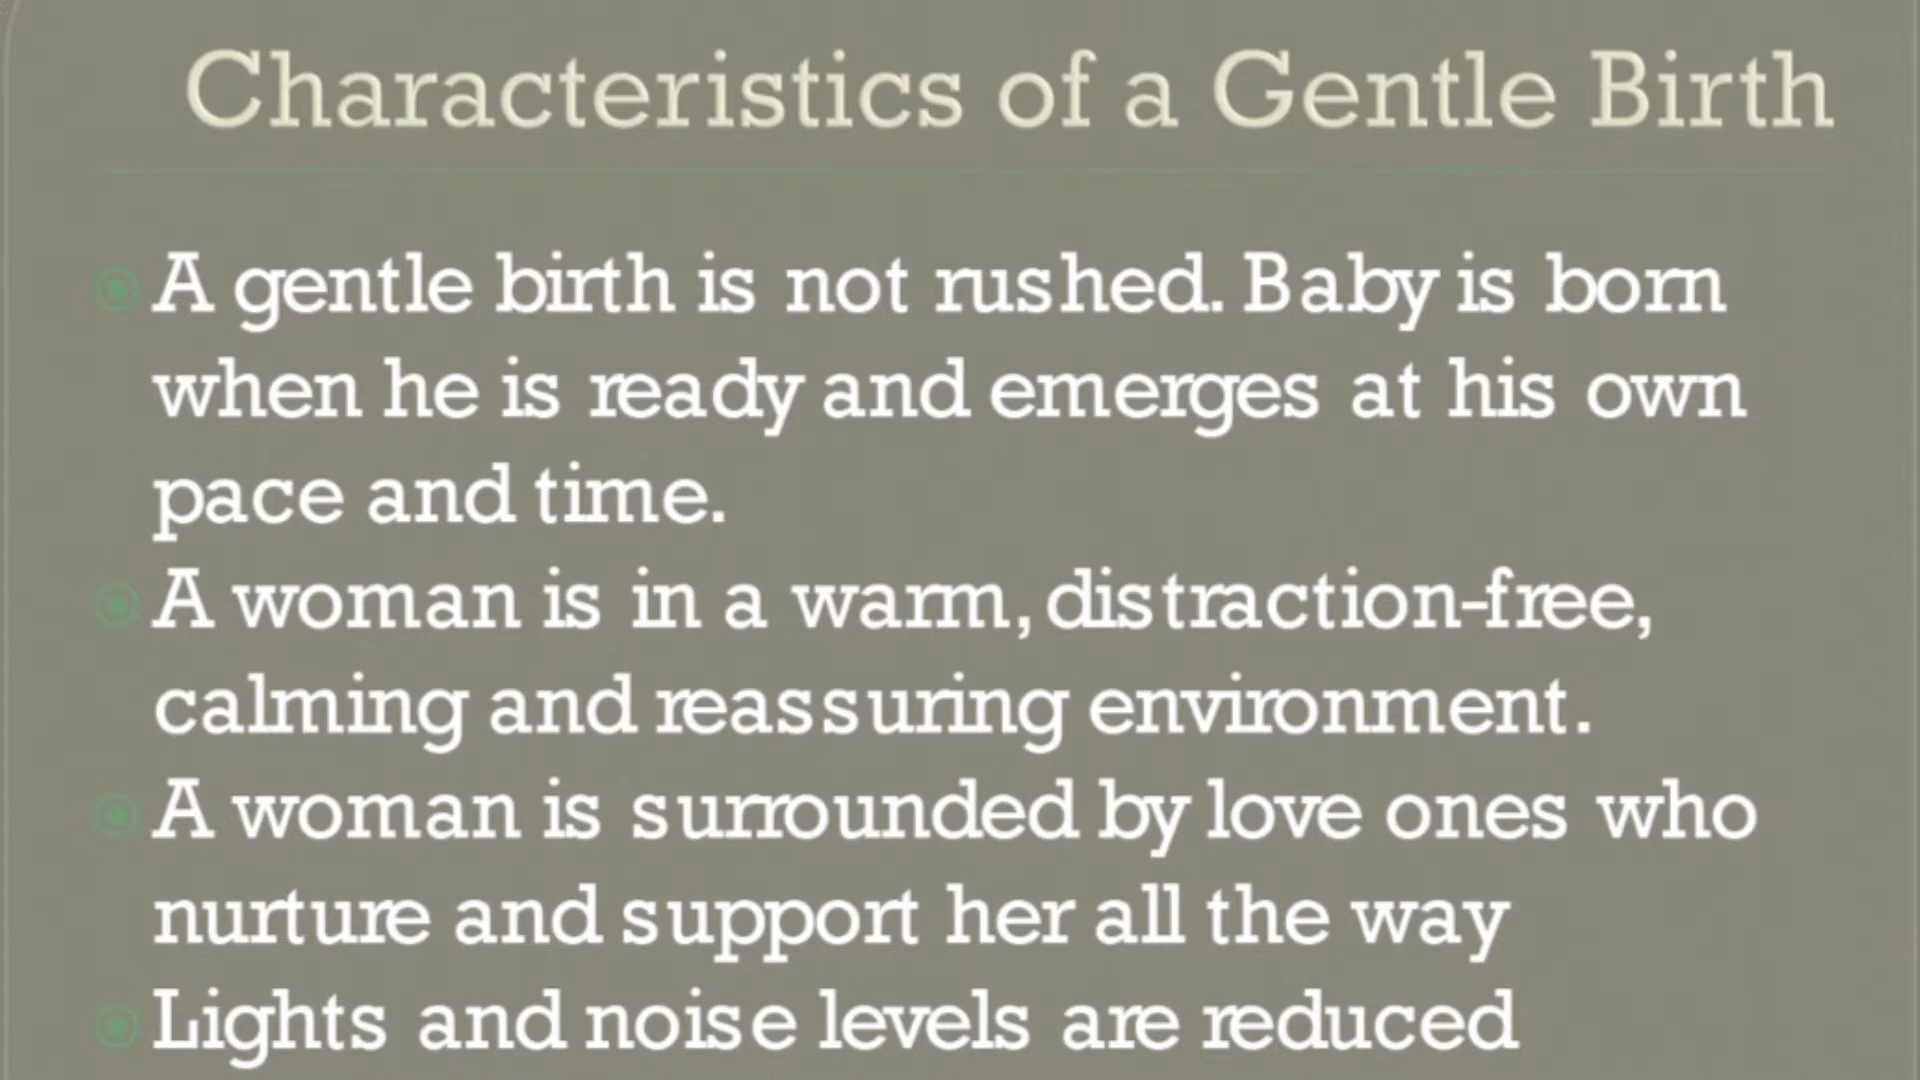 Characteristics of a Gentle Birth
A gentle birth is not rushed. Baby is born
when he is ready and emerges at his own
pace and time.
A woman is in a warm, distraction-free,
calming and reassuring environment.
A woman is surrounded by love ones who
nurture and support her all the way
Lights and noise levels are reduced